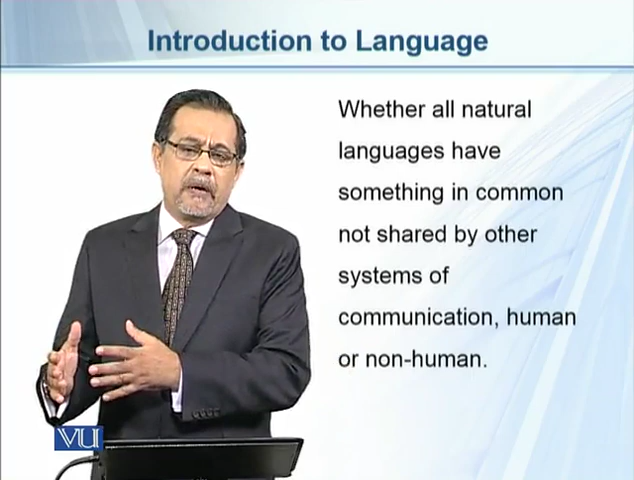 Introduction to Language
Whether all natural
languages have
something in common
not shared by other
systems of
communication, human
or non-human.
VU